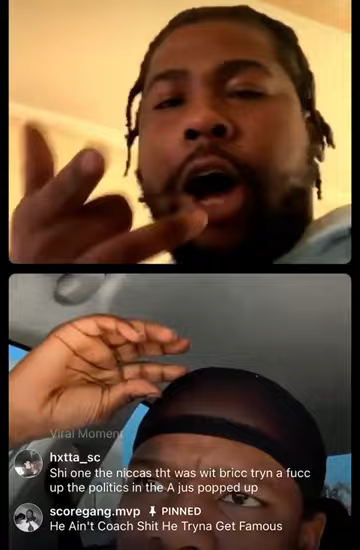 Viral Moment
hxtta_sc
Shi one the niccas tht was wit bricc tryn a fucc
up the politics in the A jus popped up
scoregang.mvp PINNED
He Ain't Coach Shit He Tryna Get Famous